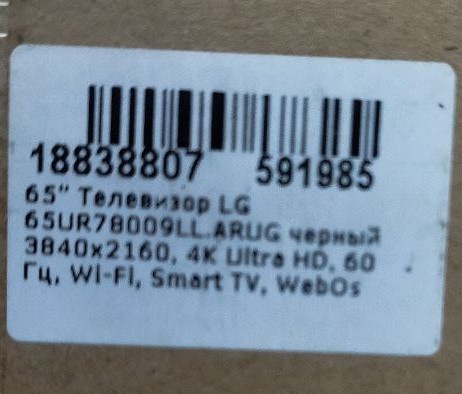 18838807 591985
65" Телевизор LG
65UR78009LL.ARUG черный
3840x2160, 4K Ultra HD, 60
Гц, Wi-Fi, Smart TV, WebOs